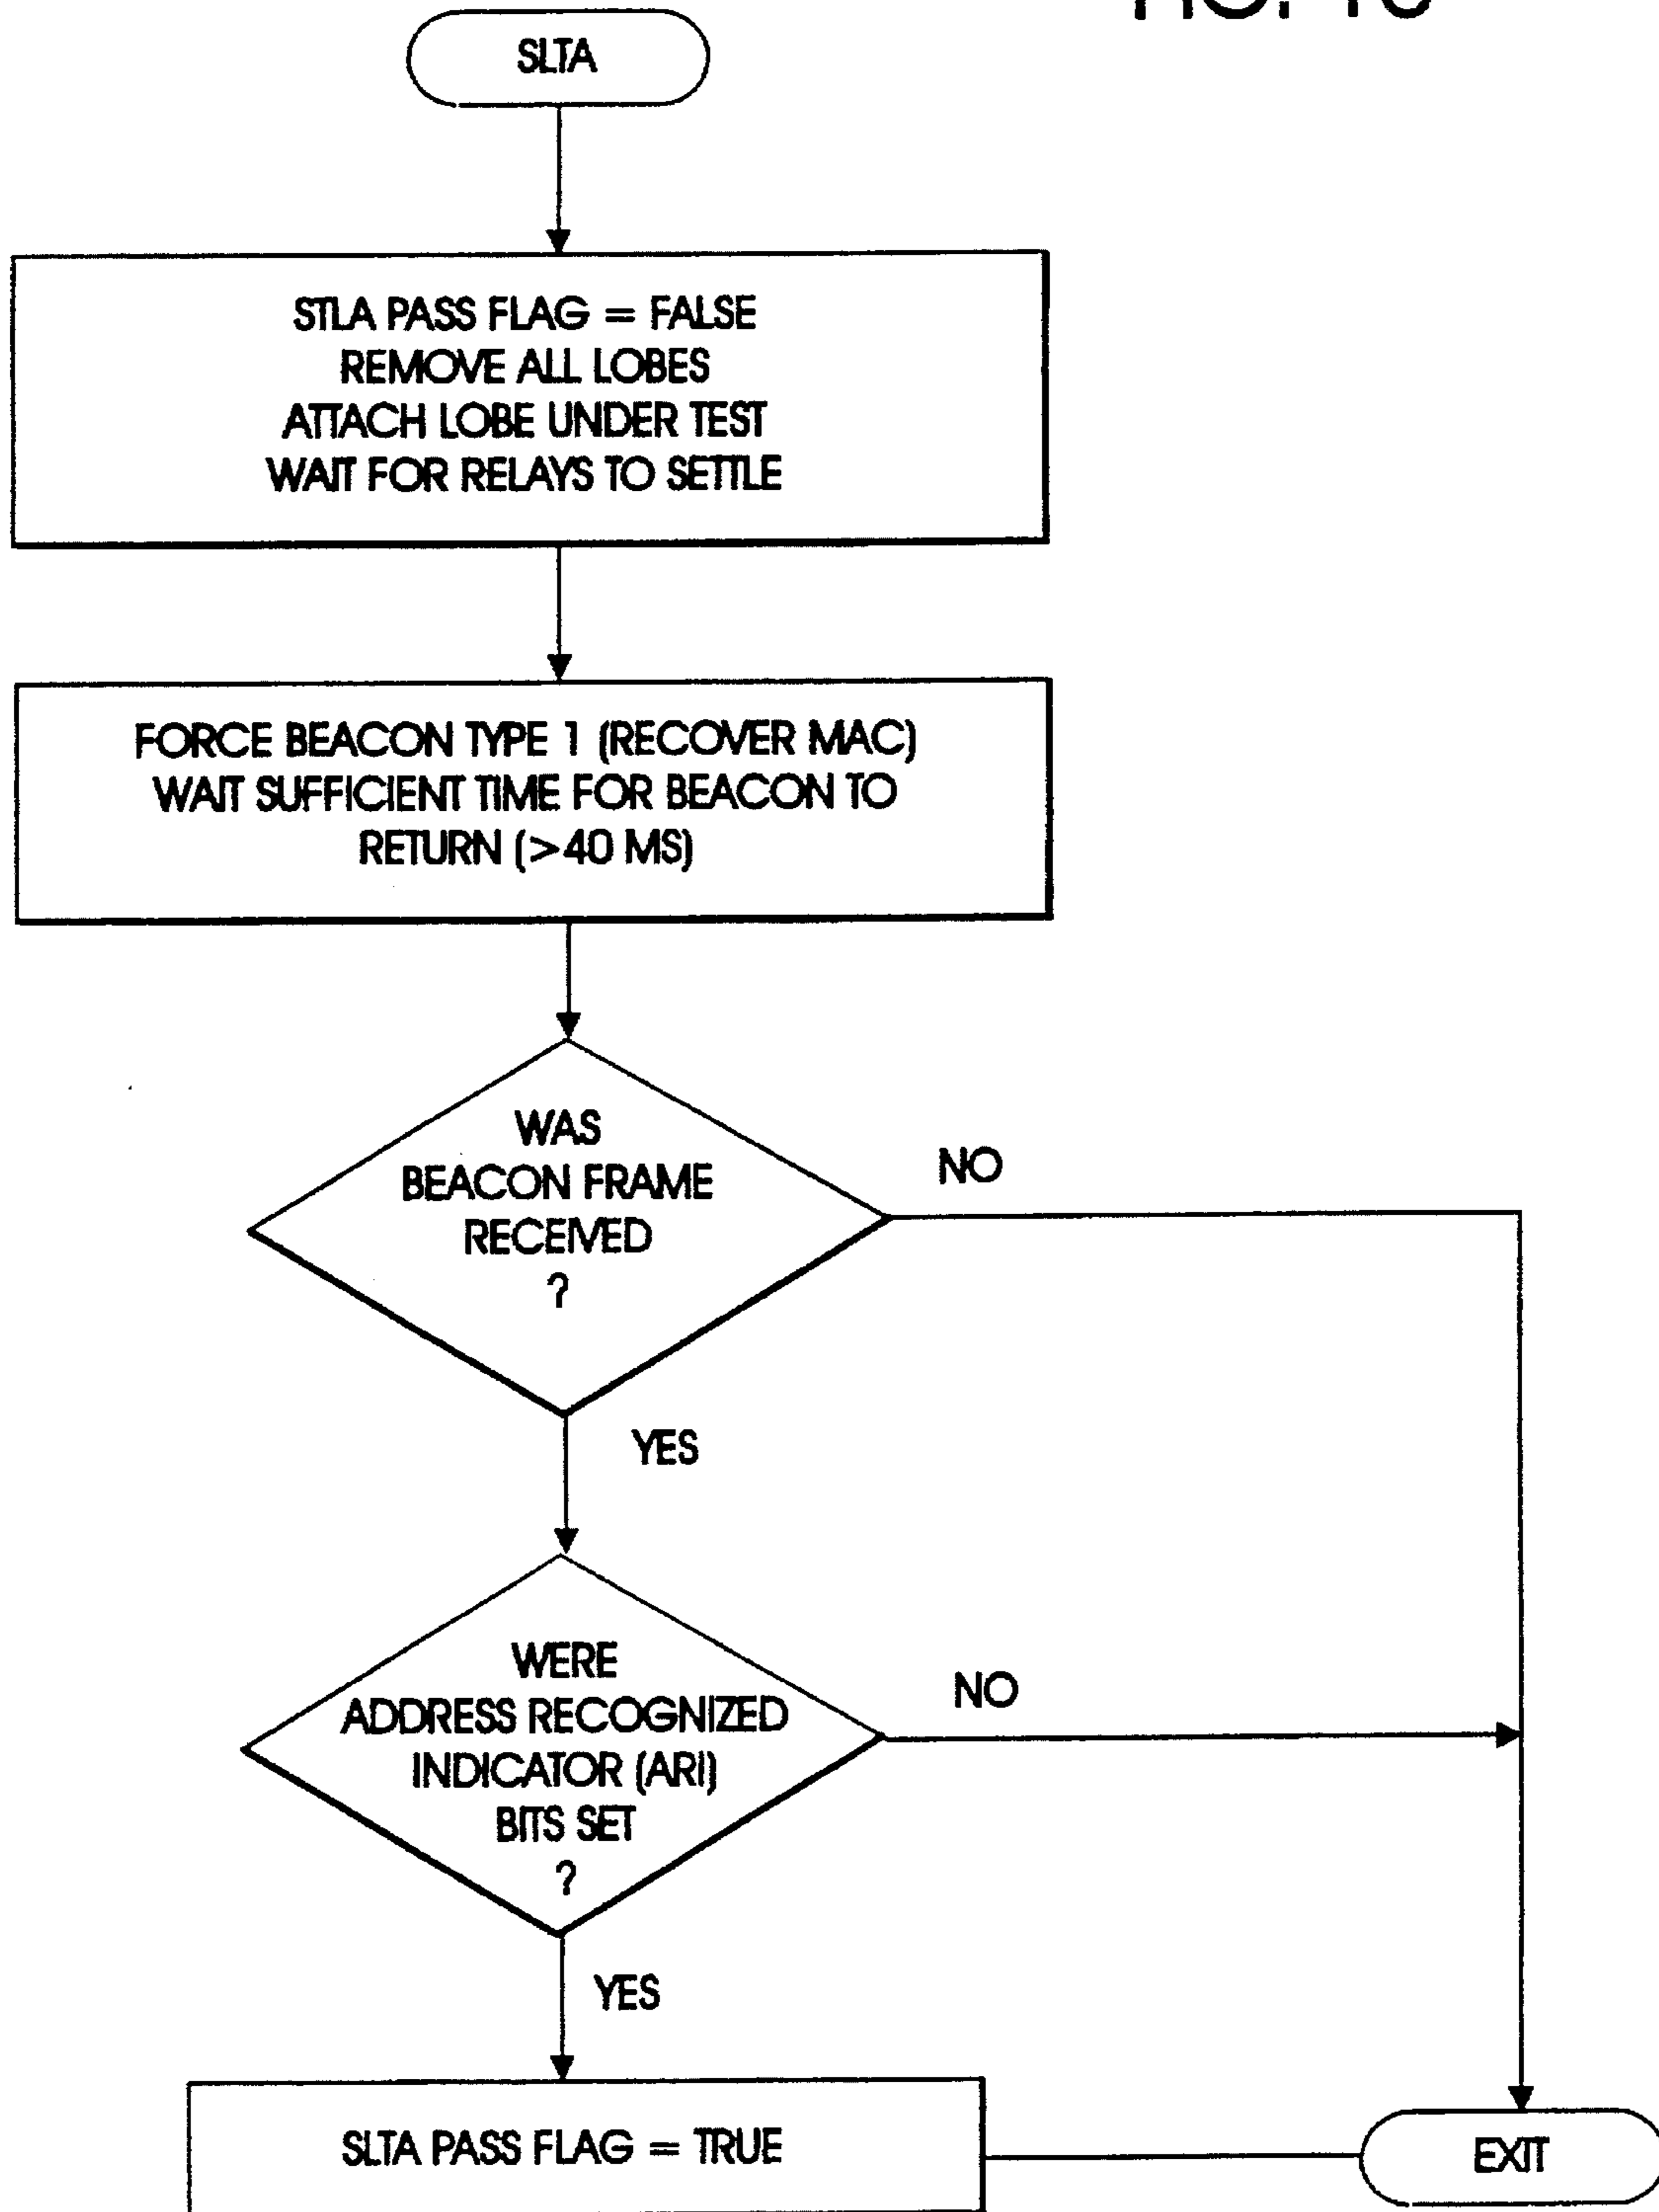 SLTA
STLA PASS FLAG = FALSE
REMOVE ALL LOBES
ATTACH LOBE UNDER TEST
WAIT FOR RELAYS TO SETTLE
FORCE BEACON TYPE 1 (RECOVER MAC)
WAIT SUFFICIENT TIME FOR BEACON TO
RETURN (>40 MS)
WAS
BEACON FRAME
RECEIVED
?
NO
YES
WERE
ADDRESS RECOGNIZED
INDICATOR (ARI)
BITS SET
?
NO
YES
SLTA PASS FLAG = TRUE
EXIT